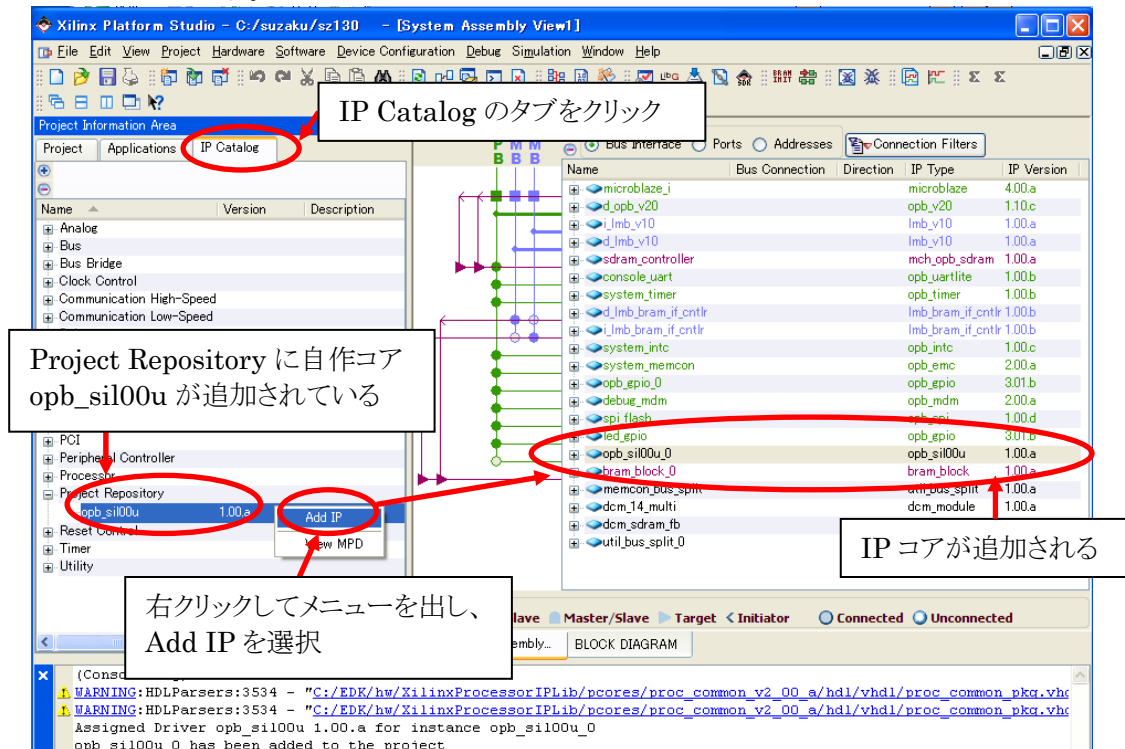 Xilinx Platform Studio - C:/suzaku/sz130 - [System Assembly View1]
File Edit View Project Hardware Software Device Configuration Debug Simulation Window Help
IP Catalog のタブをクリック
Project Information Area
Project Applications IP Catalog
Name Version Description
Analog
Bus
Bus Bridge
Clock Control
Communication High-Speed
Communication Low-Speed
Project Repository に自作コア
opb_sil00u が追加されている
PCI
Peripheral Controller
Processor
Project Repository
opb_sil00u 1.00.a
Reset Control
Timer
Utility
Add IP
View MPD
右クリックしてメニューを出し、
Add IP を選択
P M M
B B B
Bus Interface Ports Addresses Connection Filters
Name Bus Connection Direction IP Type IP Version
microblaze_i microblaze 4.00.a
d_opb_v20 opb_v20 1.10.c
i_lmb_v10 lmb_v10 1.00.a
d_lmb_v10 lmb_v10 1.00.a
sdram_controller mch_opb_sdram 1.00.a
console_uart opb_uartlite 1.00.b
system_timer opb_timer 1.00.b
d_lmb_bram_if_cntlr lmb_bram_if_cntlr 1.00.b
i_lmb_bram_if_cntlr lmb_bram_if_cntlr 1.00.b
system_intc opb_intc 1.00.c
system_memcon opb_emc 2.00.a
opb_gpio_0 opb_gpio 3.01.b
debug_mdm opb_mdm 2.00.a
spi_flash opb_spi 1.00.d
led_gpio opb_gpio 3.01.b
opb_sil00u_0 opb_sil00u 1.00.a
bram_block_0 bram_block 1.00.a
memcon_bus_split util_bus_split 1.00.a
dcm_14_multi dcm_module 1.00.a
dcm_sdram_fb
util_bus_split_0
IP コアが追加される
lave Master/Slave Target Initiator Connected Unconnected
embly... BLOCK DIAGRAM
WARNING:HDLParsers:3534 - "C:/EDK/hw/XilinxProcessorIPLib/pcores/proc_common_v2_00_a/hdl/vhdl/proc_common_pkg.vhd
WARNING:HDLParsers:3534 - "C:/EDK/hw/XilinxProcessorIPLib/pcores/proc_common_v2_00_a/hdl/vhdl/proc_common_pkg.vhd
Assigned Driver opb_sil00u 1.00.a for instance opb_sil00u_0
opb_sil00u_0 has been added to the project